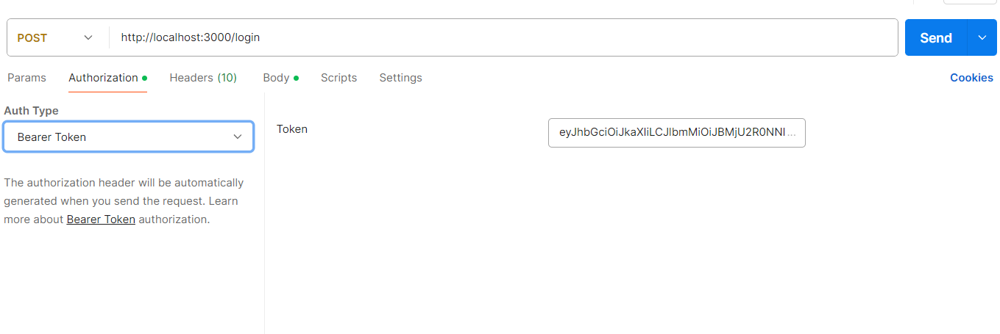 POST
http://localhost:3000/login
Send
Params
Authorization
Headers (10)
Body
Scripts
Settings
Cookies
Auth Type
Bearer Token
The authorization header will be automatically
generated when you send the request. Learn
more about Bearer Token authorization.
Token
eyJhbGciOiJkaXIiLCJlbmMiOiJBMjU2R0NNI...